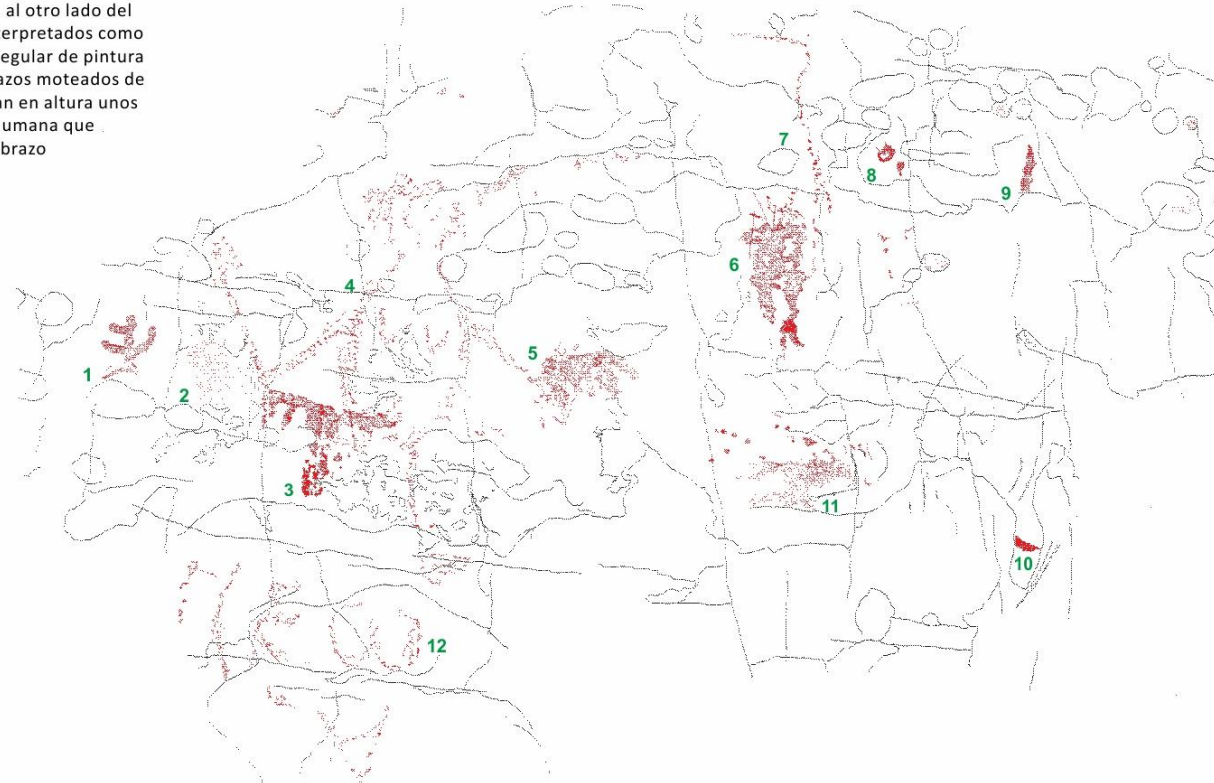 al otro lado del
terpretados como
egular de pintura
azos moteados de
an en altura unos
umana que
brazo
7
8
9
6
4
5
1
2
3
11
10
12